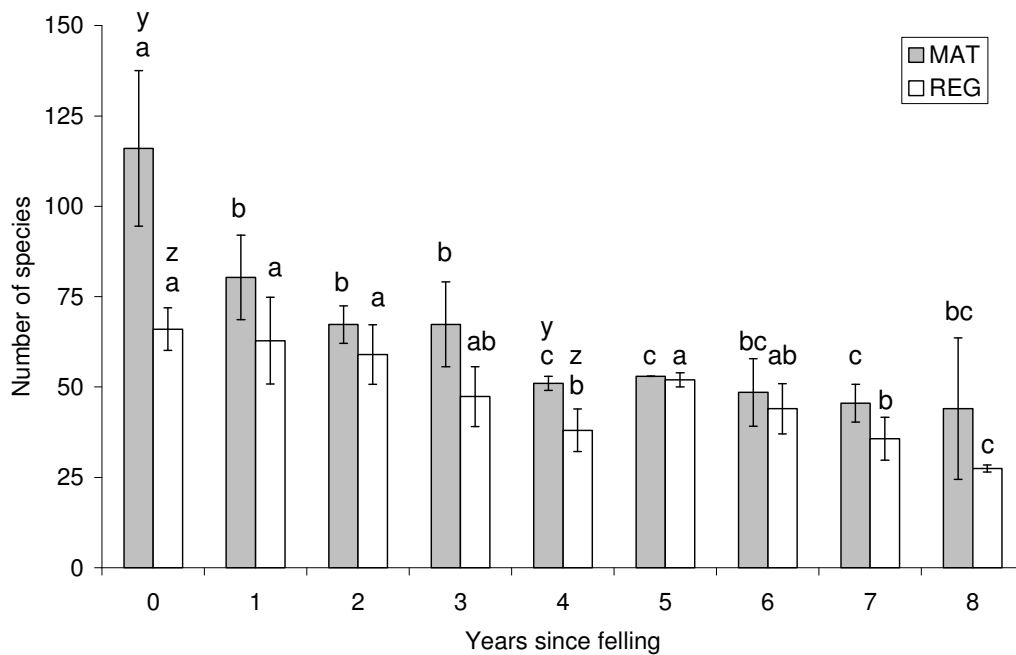 150
125
100
75
50
25
0
Number of species
y
a
z
a
b
a
b
a
b
ab
y
c
z
b
c
a
bc
ab
c
b
bc
c
MAT
REG
0 1 2 3 4 5 6 7 8
Years since felling